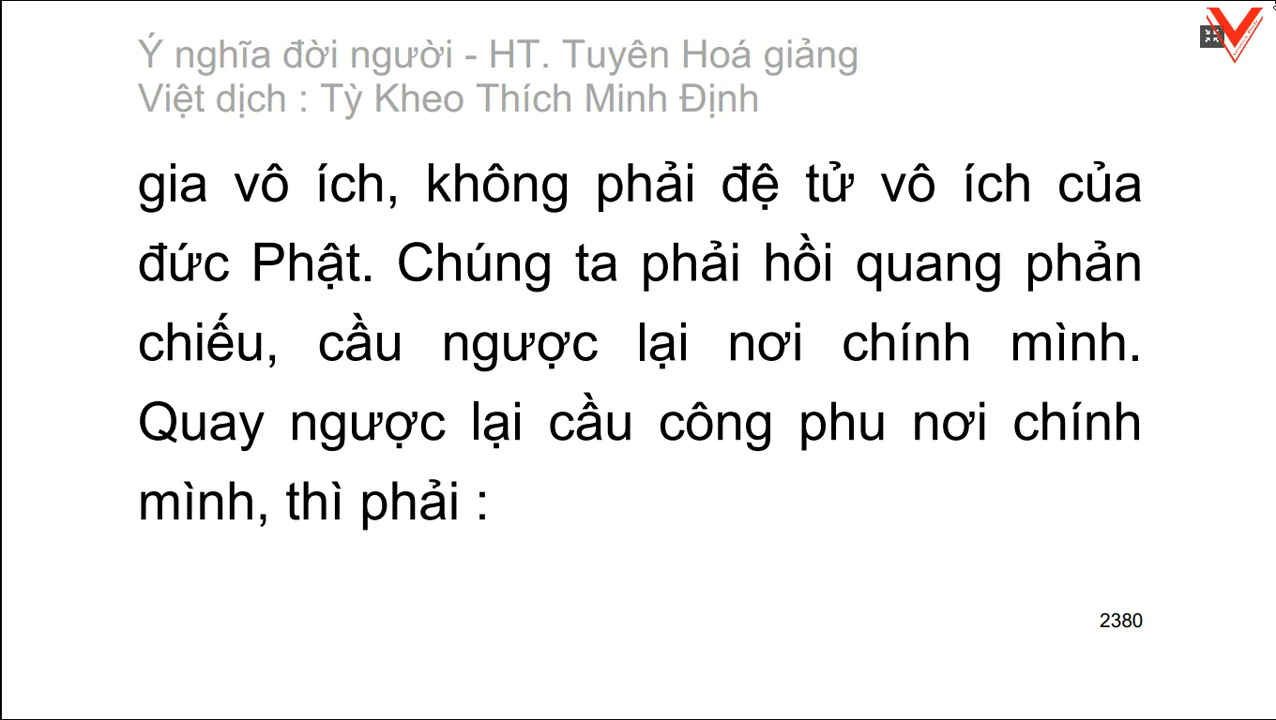 Ý nghĩa đời người - HT. Tuyên Hoá giảng
Việt dịch : Tỳ Kheo Thích Minh Định
gia vô ích, không phải đệ tử vô ích của
đức Phật. Chúng ta phải hồi quang phản
chiếu, cầu ngược lại nơi chính mình.
Quay ngược lại cầu công phu nơi chính
mình, thì phải :
2380